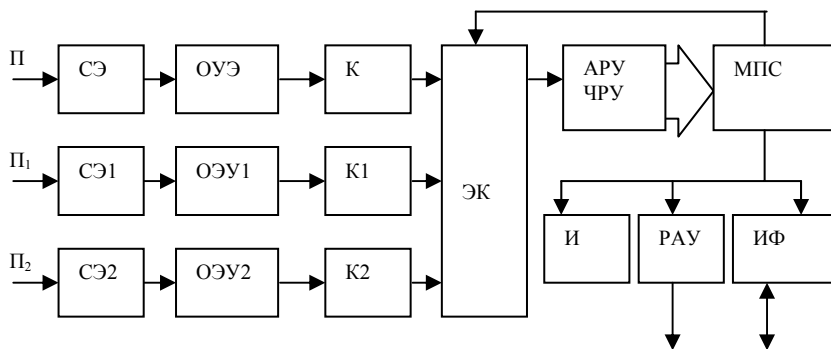 П
СЭ
ОУЭ
К
АРУ
ЧРУ
МПС
П₁
СЭ1
ОЭУ1
К1
ЭК
И
РАУ
ИФ
П₂
СЭ2
ОЭУ2
К2